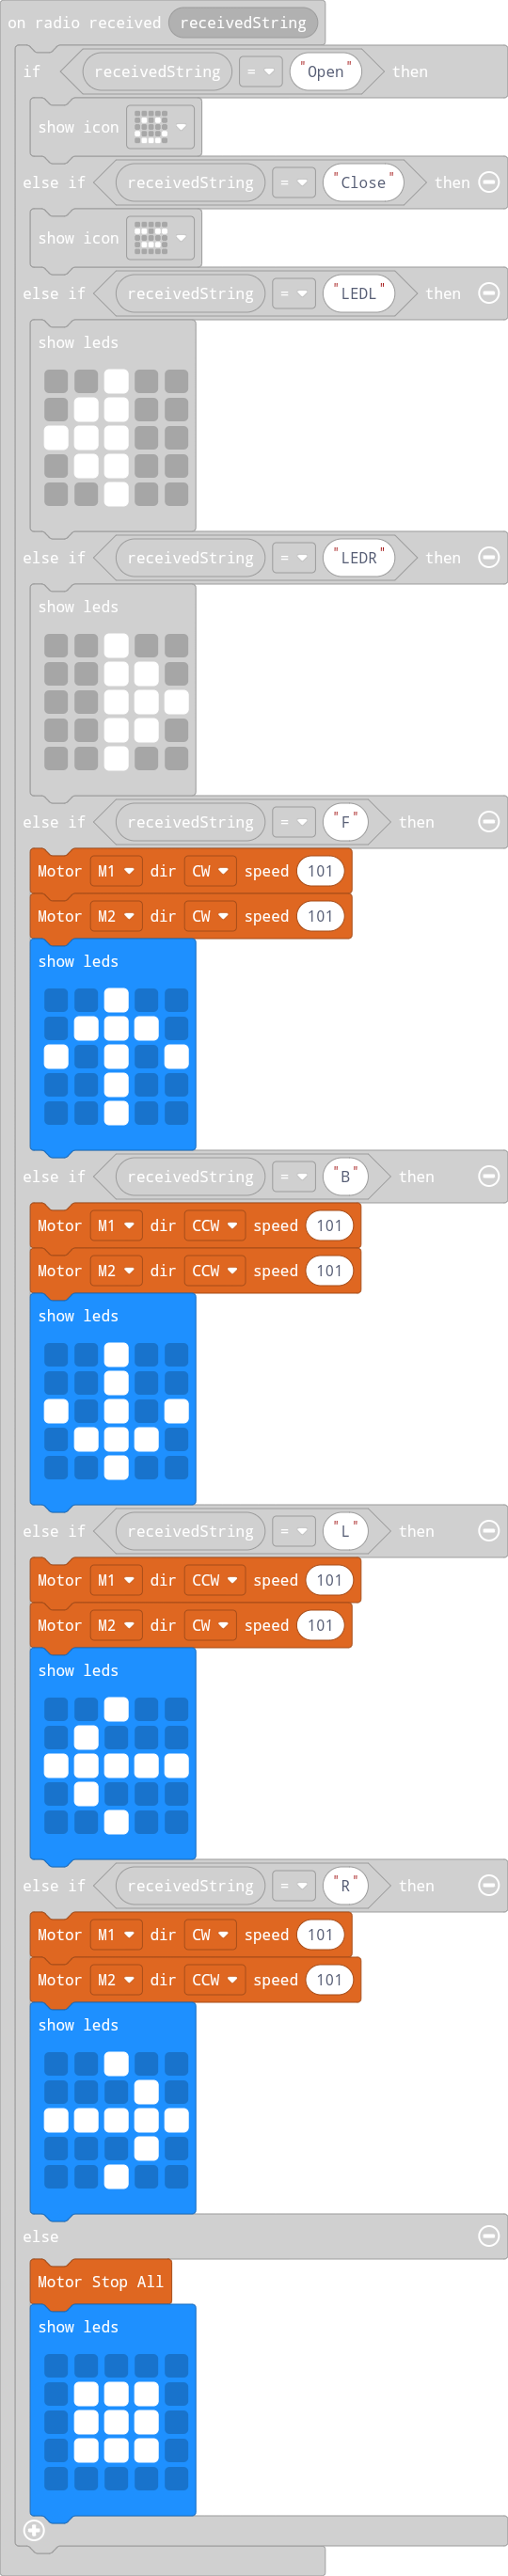 on radio received receivedString
if receivedString = "Open" then
show icon
else if receivedString = "Close" then
show icon
else if receivedString = "LEDL" then
show leds
else if receivedString = "LEDR" then
show leds
else if receivedString = "F" then
Motor M1 dir CW speed 101
Motor M2 dir CW speed 101
show leds
else if receivedString = "B" then
Motor M1 dir CCW speed 101
Motor M2 dir CCW speed 101
show leds
else if receivedString = "L" then
Motor M1 dir CCW speed 101
Motor M2 dir CW speed 101
show leds
else if receivedString = "R" then
Motor M1 dir CW speed 101
Motor M2 dir CCW speed 101
show leds
else
Motor Stop All
show leds